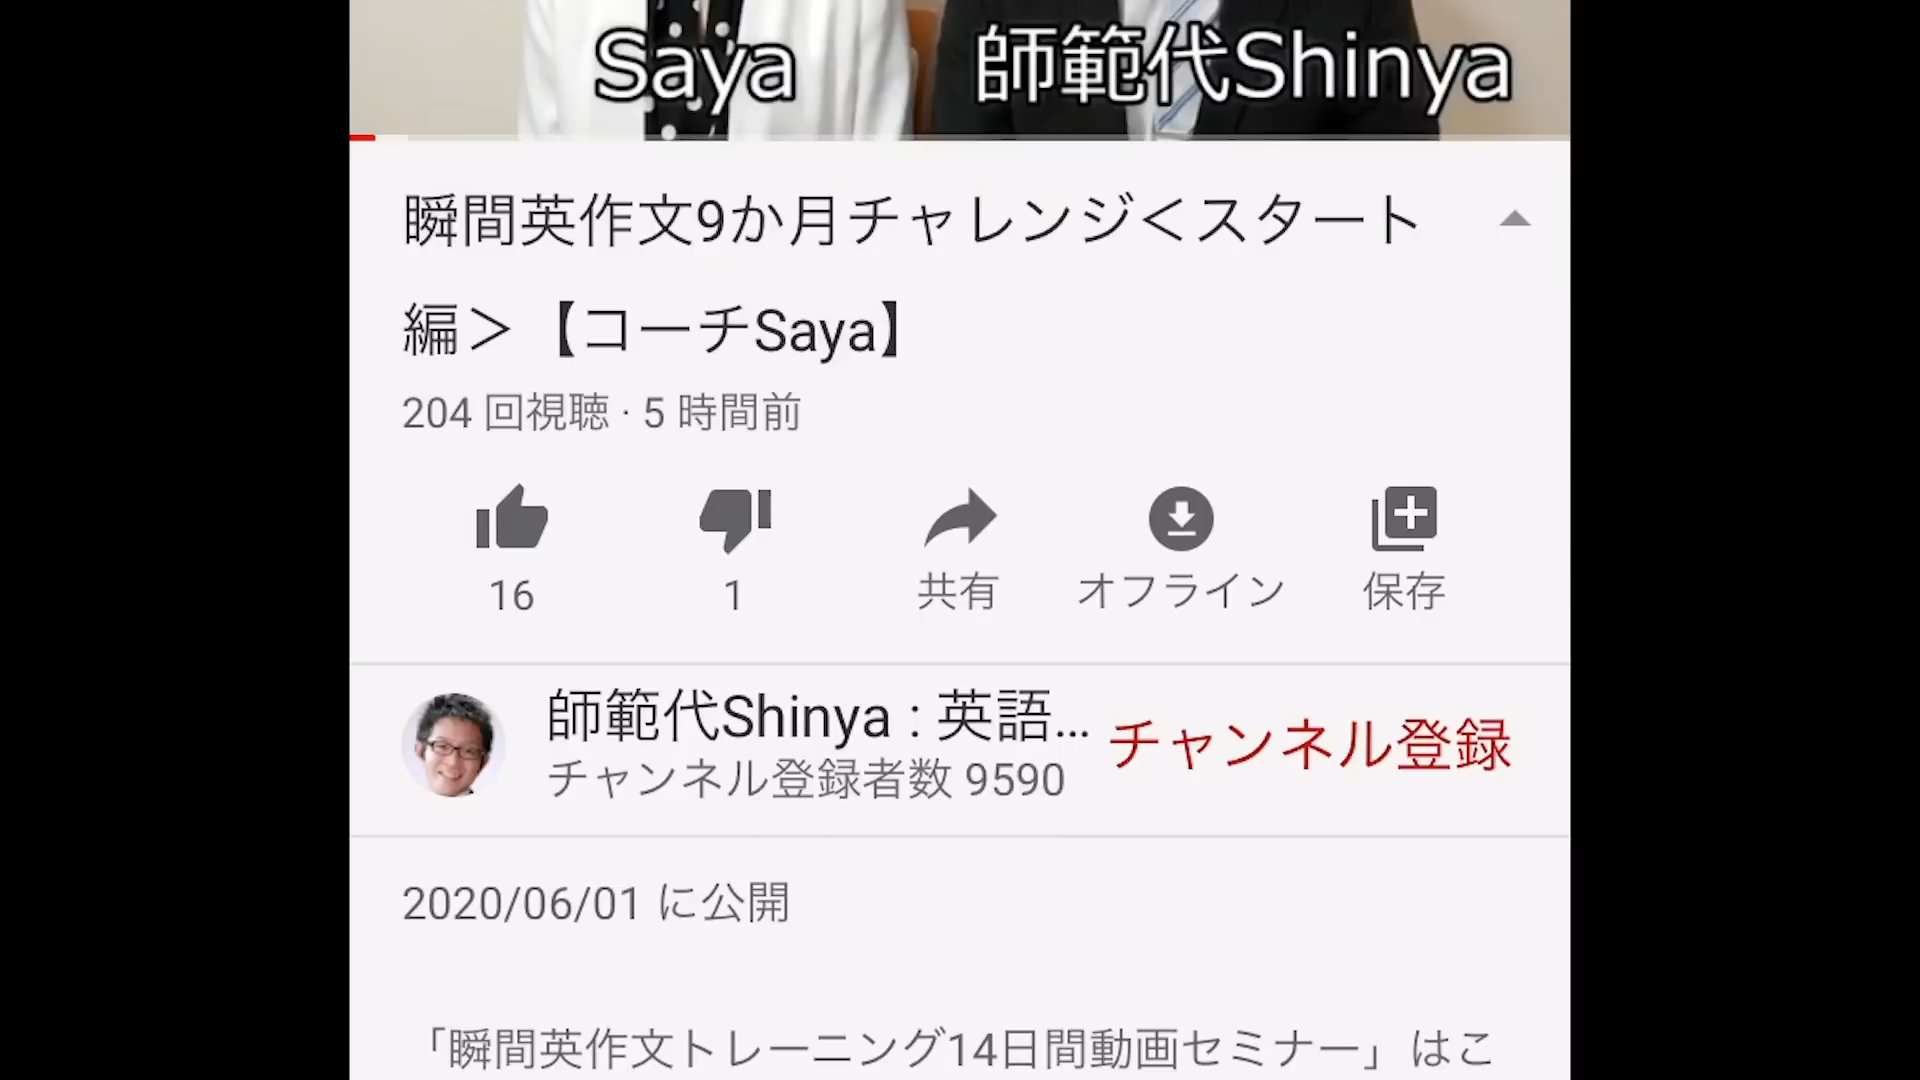 Saya 師範代Shinya
瞬間英作文9か月チャレンジ＜スタート
編＞【コーチSaya】
204 回視聴 · 5 時間前
16 1 共有 オフライン 保存
師範代Shinya : 英語... チャンネル登録
チャンネル登録者数 9590
2020/06/01 に公開
「瞬間英作文トレーニング14日間動画セミナー」はこ